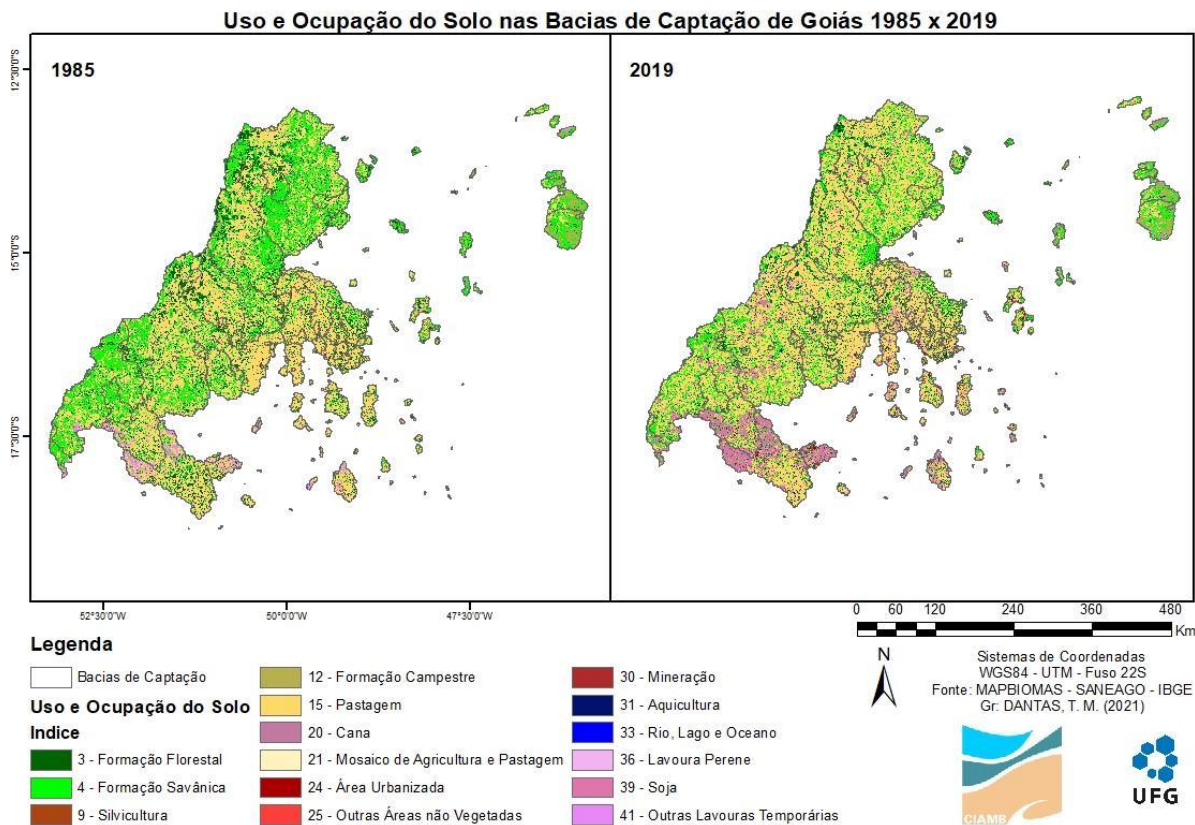 Uso e Ocupação do Solo nas Bacias de Captação de Goiás 1985 x 2019
1985
2019
12°30'0"S
15°0'0"S
17°30'0"S
52°30'0"W
50°0'0"W
47°30'0"W
0 60 120 240 360 480
Km
Legenda
Bacias de Captação
Uso e Ocupação do Solo
Indice
3 - Formação Florestal
4 - Formação Savânica
9 - Silvicultura
12 - Formação Campestre
15 - Pastagem
20 - Cana
21 - Mosaico de Agricultura e Pastagem
24 - Área Urbanizada
25 - Outras Áreas não Vegetadas
30 - Mineração
31 - Aquicultura
33 - Rio, Lago e Oceano
36 - Lavoura Perene
39 - Soja
41 - Outras Lavouras Temporárias
N
Sistemas de Coordenadas
WGS84 - UTM - Fuso 22S
Fonte: MAPBIOMAS - SANEAGO - IBGE
Gr: DANTAS, T. M. (2021)
CIAMB
UFG